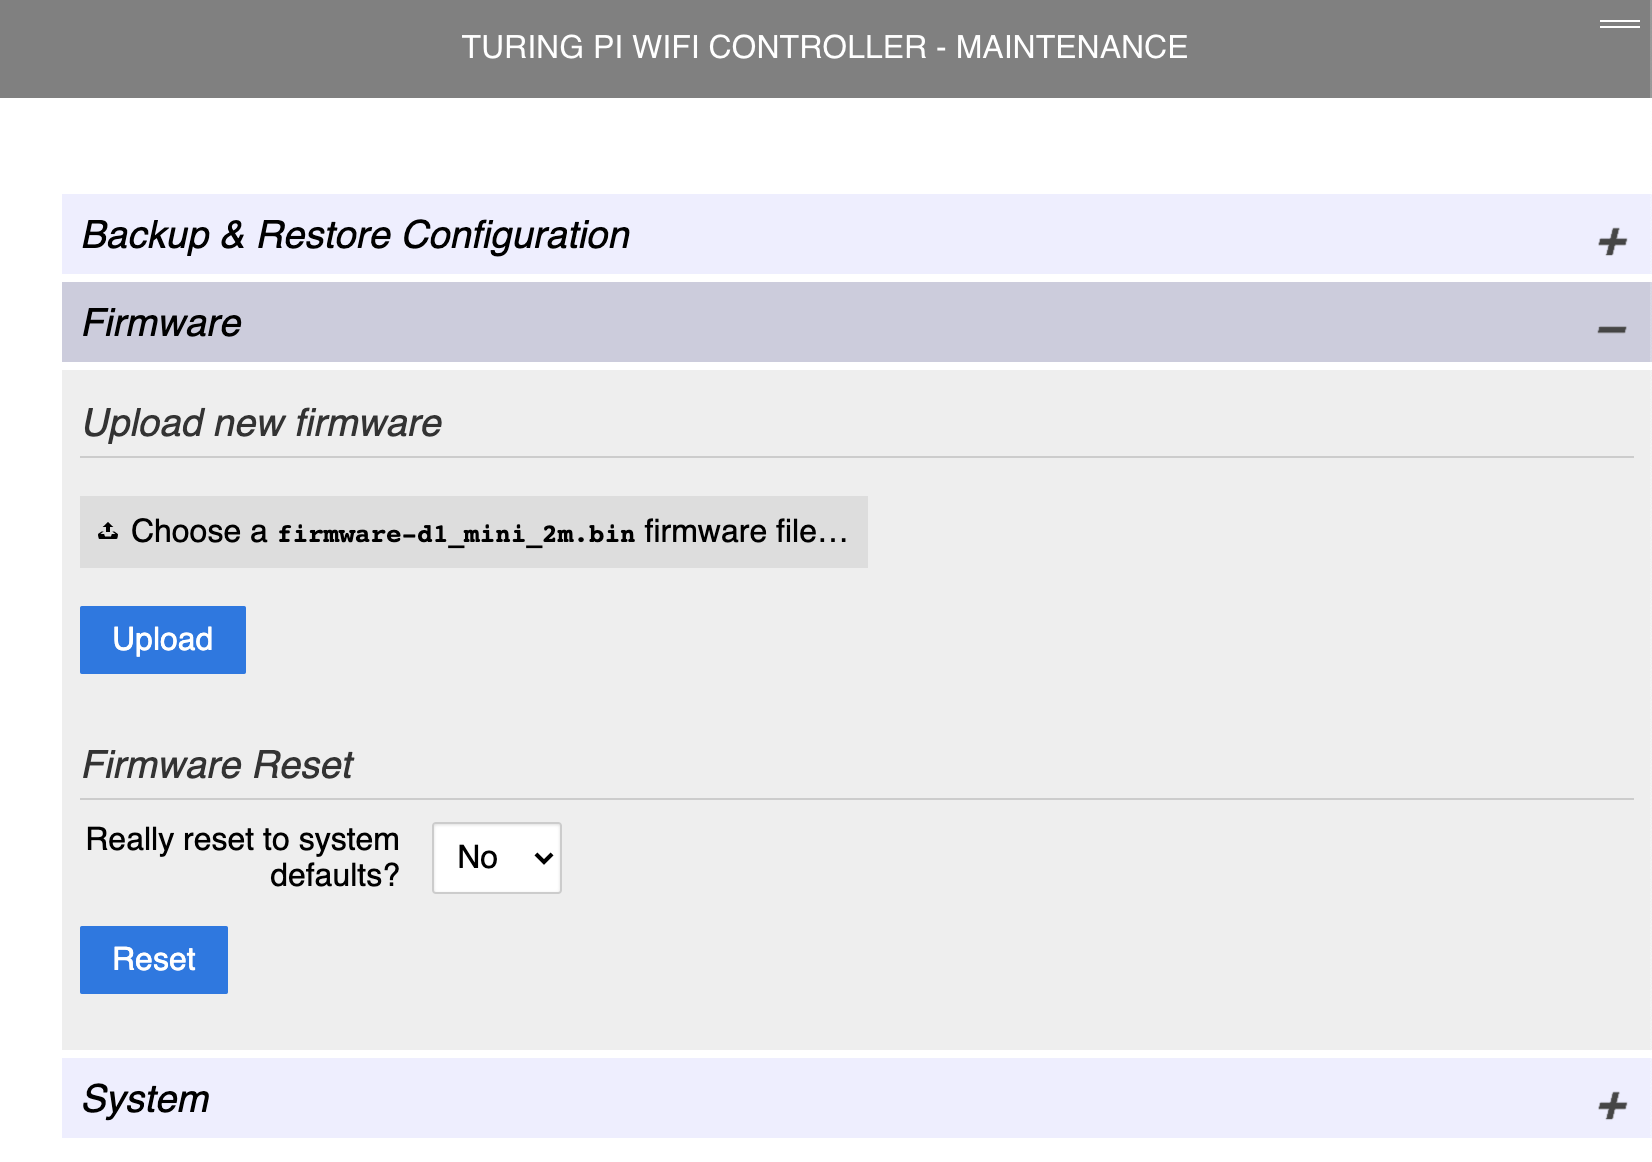 TURING PI WIFI CONTROLLER - MAINTENANCE
Backup & Restore Configuration
Firmware
Upload new firmware
Choose a firmware-d1_mini_2m.bin firmware file...
Upload
Firmware Reset
Really reset to system
defaults?
No
Reset
System